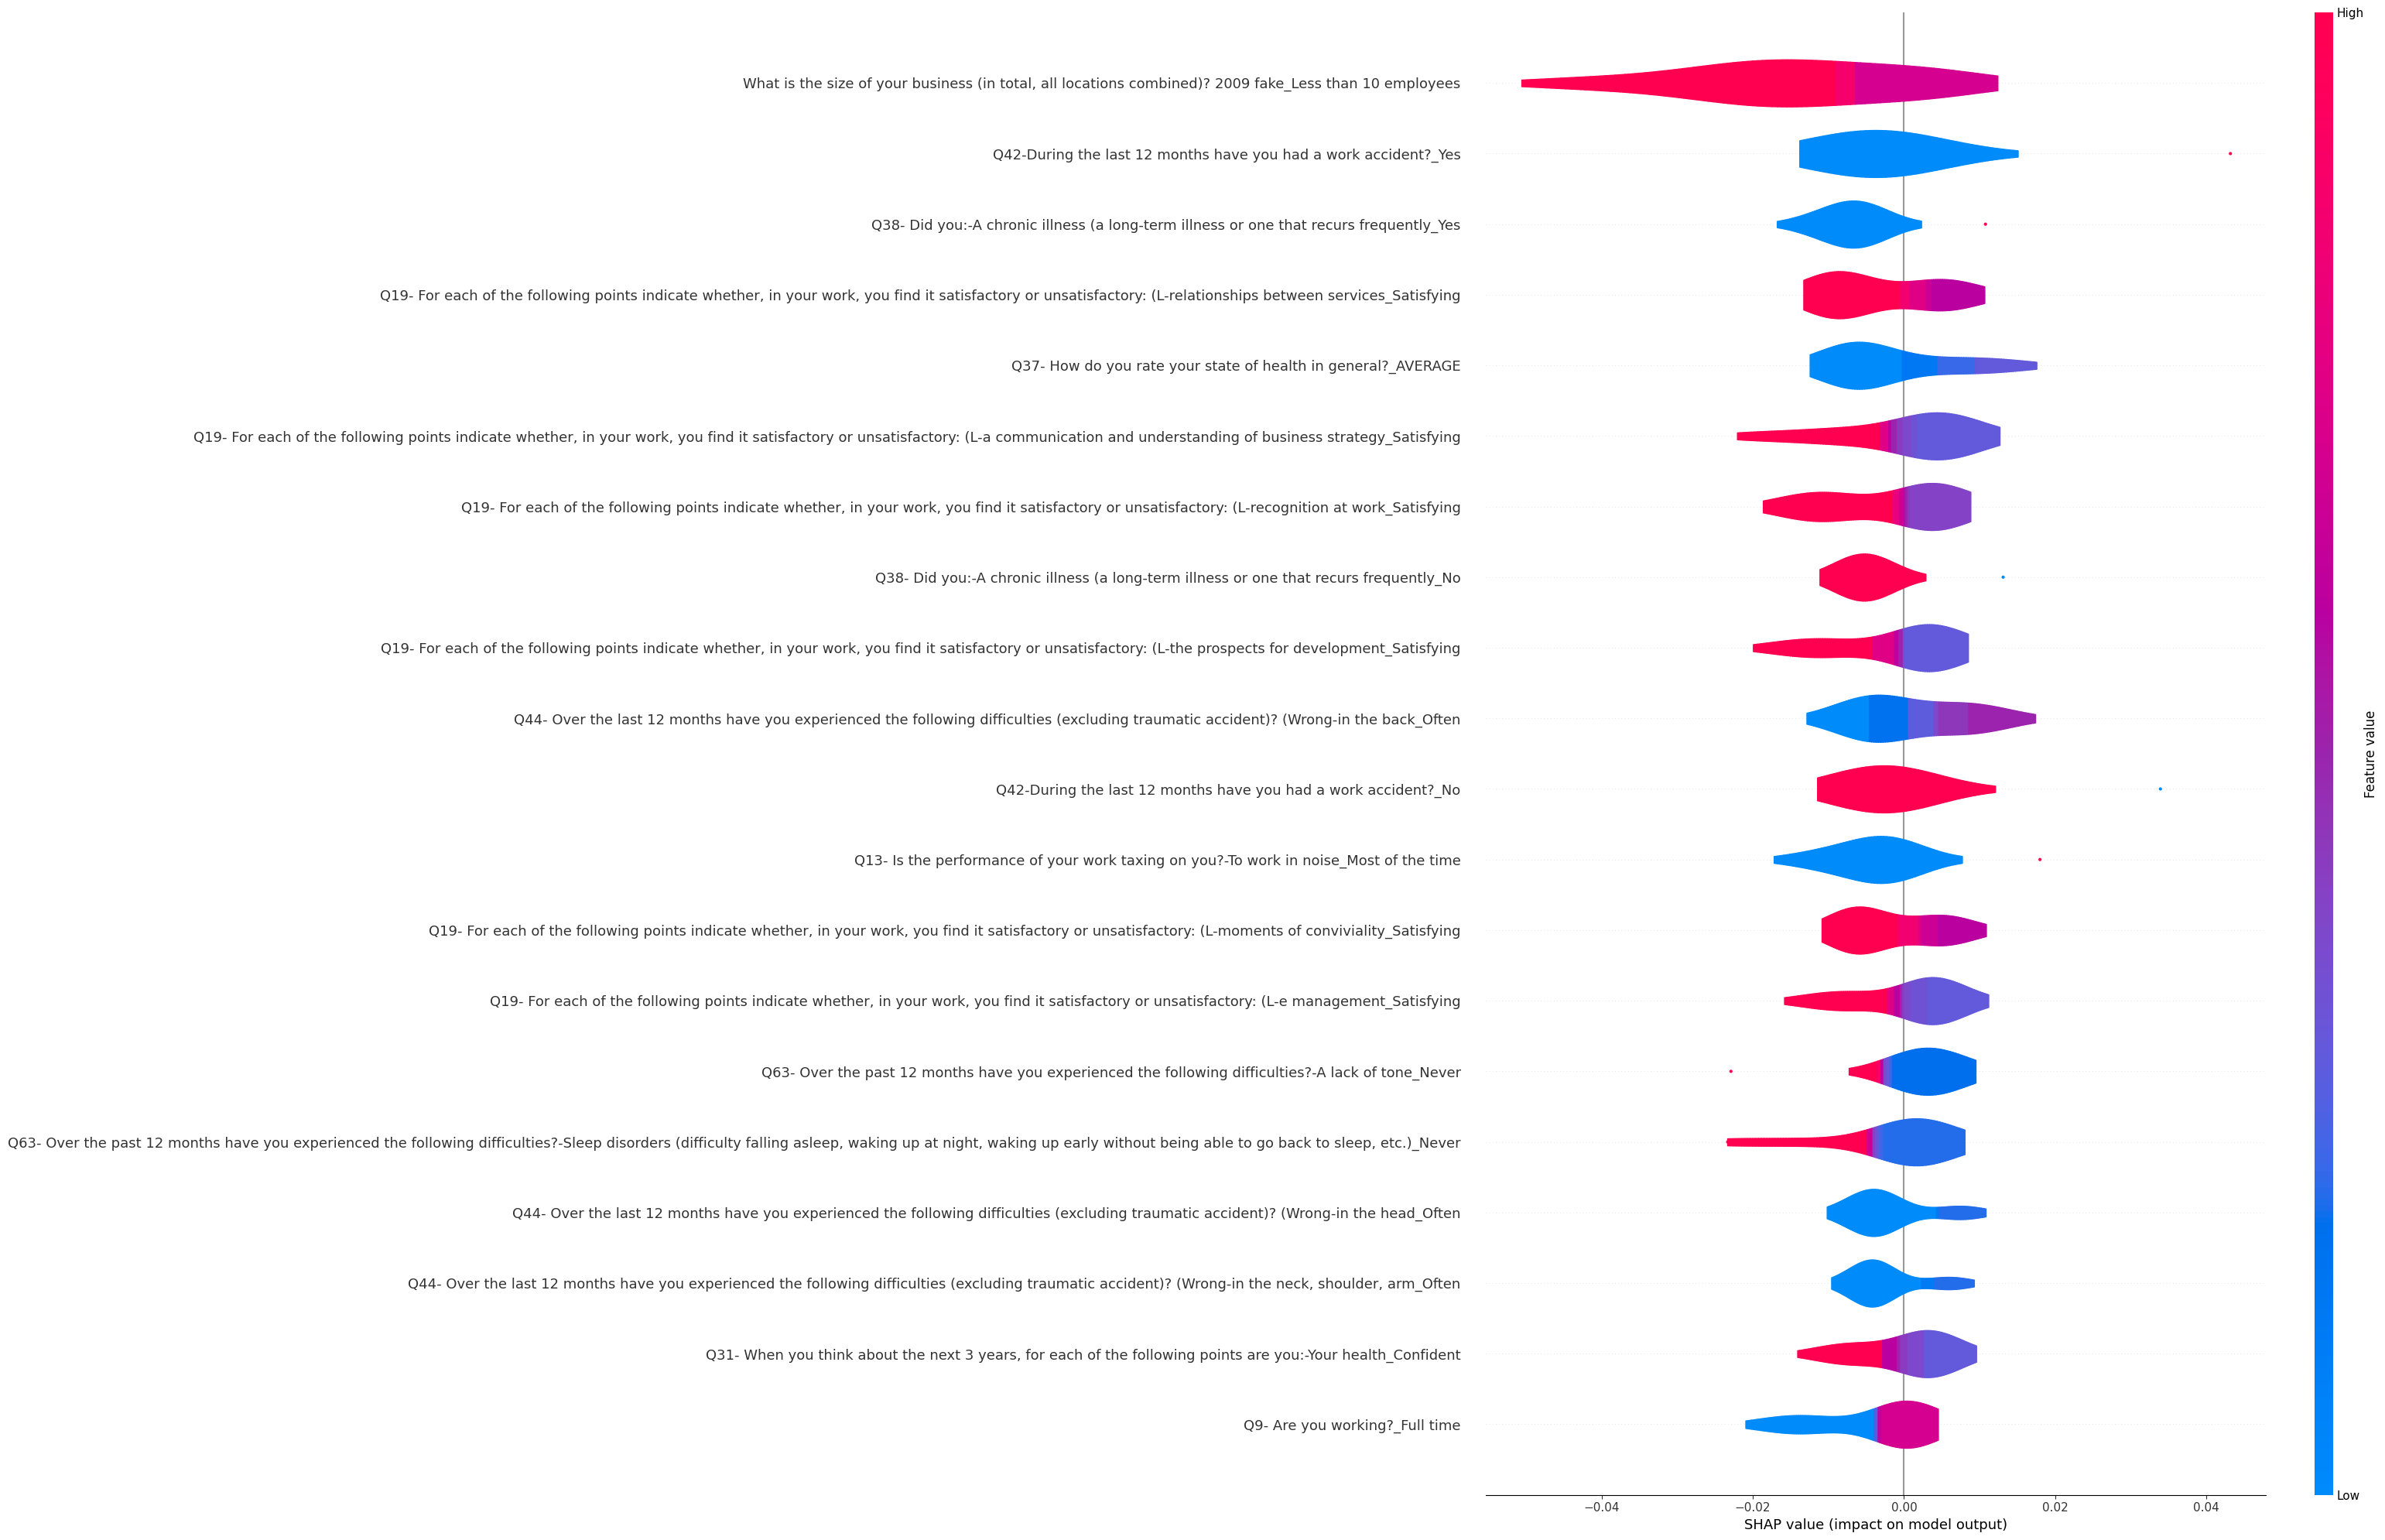 High
What is the size of your business (in total, all locations combined)? 2009 fake_Less than 10 employees
Q42-During the last 12 months have you had a work accident?_Yes
Q38- Did you:-A chronic illness (a long-term illness or one that recurs frequently_Yes
Q19- For each of the following points indicate whether, in your work, you find it satisfactory or unsatisfactory: (L-relationships between services_Satisfying
Q37- How do you rate your state of health in general?_AVERAGE
Q19- For each of the following points indicate whether, in your work, you find it satisfactory or unsatisfactory: (L-a communication and understanding of business strategy_Satisfying
Q19- For each of the following points indicate whether, in your work, you find it satisfactory or unsatisfactory: (L-recognition at work_Satisfying
Q38- Did you:-A chronic illness (a long-term illness or one that recurs frequently_No
Q19- For each of the following points indicate whether, in your work, you find it satisfactory or unsatisfactory: (L-the prospects for development_Satisfying
Q44- Over the last 12 months have you experienced the following difficulties (excluding traumatic accident)? (Wrong-in the back_Often
Q42-During the last 12 months have you had a work accident?_No
Q13- Is the performance of your work taxing on you?-To work in noise_Most of the time
Q19- For each of the following points indicate whether, in your work, you find it satisfactory or unsatisfactory: (L-moments of conviviality_Satisfying
Q19- For each of the following points indicate whether, in your work, you find it satisfactory or unsatisfactory: (L-e management_Satisfying
Q63- Over the past 12 months have you experienced the following difficulties?-A lack of tone_Never
Q63- Over the past 12 months have you experienced the following difficulties?-Sleep disorders (difficulty falling asleep, waking up at night, waking up early without being able to go back to sleep, etc.)_Never
Q44- Over the last 12 months have you experienced the following difficulties (excluding traumatic accident)? (Wrong-in the head_Often
Q44- Over the last 12 months have you experienced the following difficulties (excluding traumatic accident)? (Wrong-in the neck, shoulder, arm_Often
Q31- When you think about the next 3 years, for each of the following points are you:-Your health_Confident
Q9- Are you working?_Full time
Feature value
Low
−0.04 −0.02 0.00 0.02 0.04
SHAP value (impact on model output)